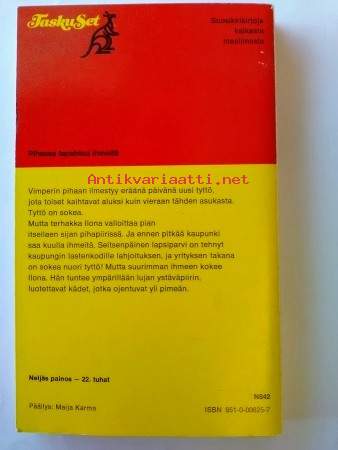 TaskuSet
Suosikkikirjoja
kaikesta
maailmasta
Pihassa tapahtuu ihmeitä
Antikvariaatti.net
Vimperin pihaan ilmestyy eräänä päivänä uusi tyttö,
jota toiset kaihtavat aluksi kuin vieraan tähden asukasta.
Tyttö on sokea.
Mutta terhakka Ilona valloittaa pian
itselleen sijan pihapiirissä. Ja ennen pitkää kaupunki
saa kuulla ihmeitä. Seitsenpäinen lapsiparvi on tehnyt
kaupungin lastenkodille lahjoituksen, ja yrityksen takana
on sokea nuori tyttö! Mutta suurimman ihmeen kokee
Ilona. Hän tuntee ympärillään lujan ystäväpiirin,
luotettavat kädet, jotka ojentuvat yli pimeän.
Neljäs painos — 22. tuhat
NS42
Päällys: Maija Karma
ISBN 951-0-00625-7